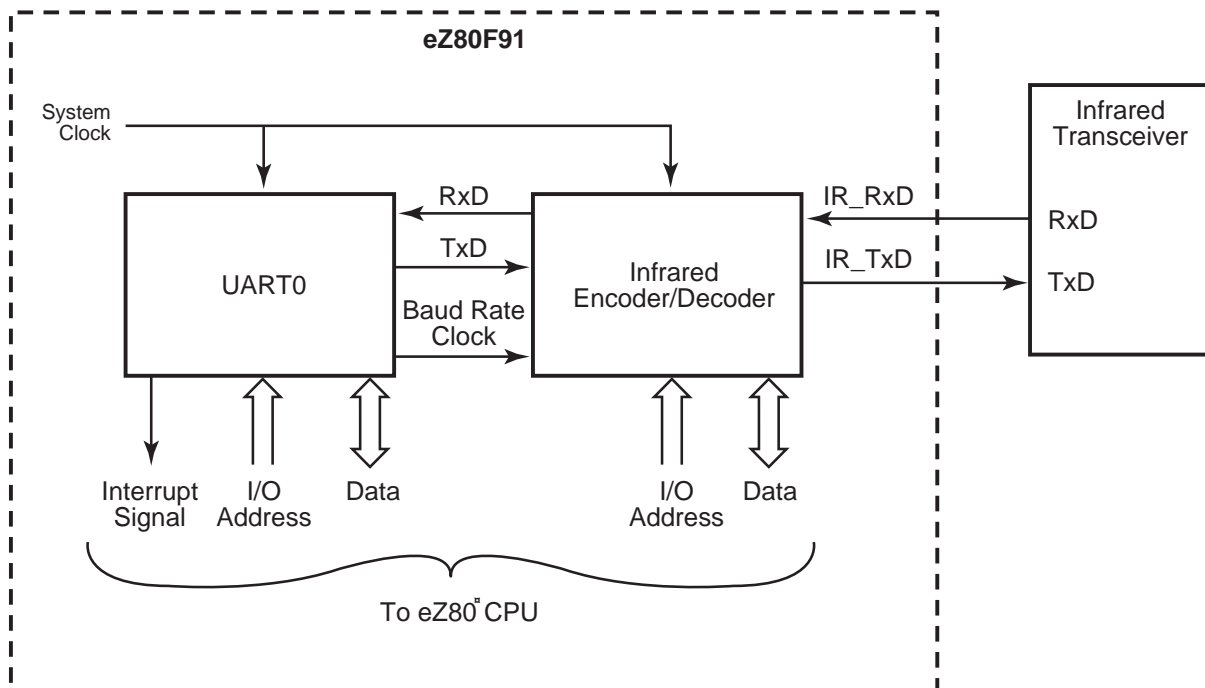 eZ80F91
System
Clock
Infrared
Transceiver
RxD
IR_RxD
RxD
TxD
IR_TxD
TxD
UART0
Infrared
Encoder/Decoder
Baud Rate
Clock
Interrupt
Signal
I/O
Address
Data
I/O
Address
Data
To eZ80¤ CPU